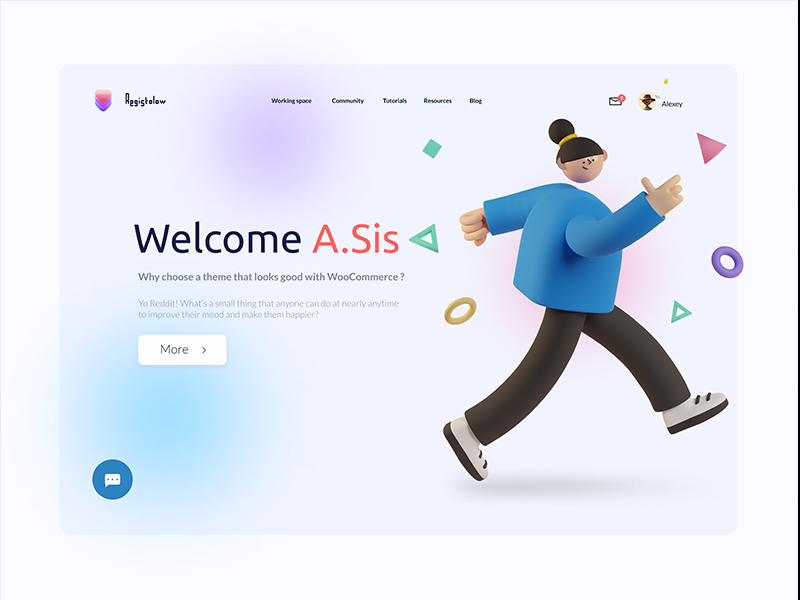 Registolow
Working space
Community
Tutorials
Resources
Blog
Alexey
Welcome A.Sis
Why choose a theme that looks good with WooCommerce ?
Yo Reddit! What's a small thing that anyone can do at nearly anytime
to improve their mood and make them happier?
More